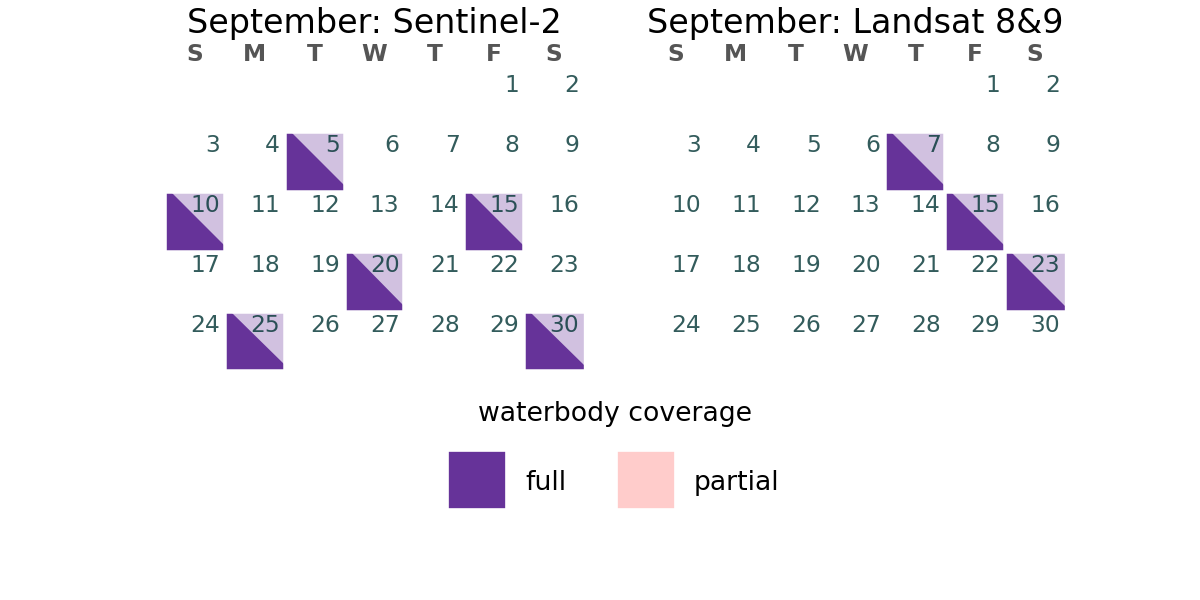 September: Sentinel-2
S M T W T F S
1 2
3 4 5 6 7 8 9
10 11 12 13 14 15 16
17 18 19 20 21 22 23
24 25 26 27 28 29 30
September: Landsat 8&9
S M T W T F S
1 2
3 4 5 6 7 8 9
10 11 12 13 14 15 16
17 18 19 20 21 22 23
24 25 26 27 28 29 30
waterbody coverage
full partial